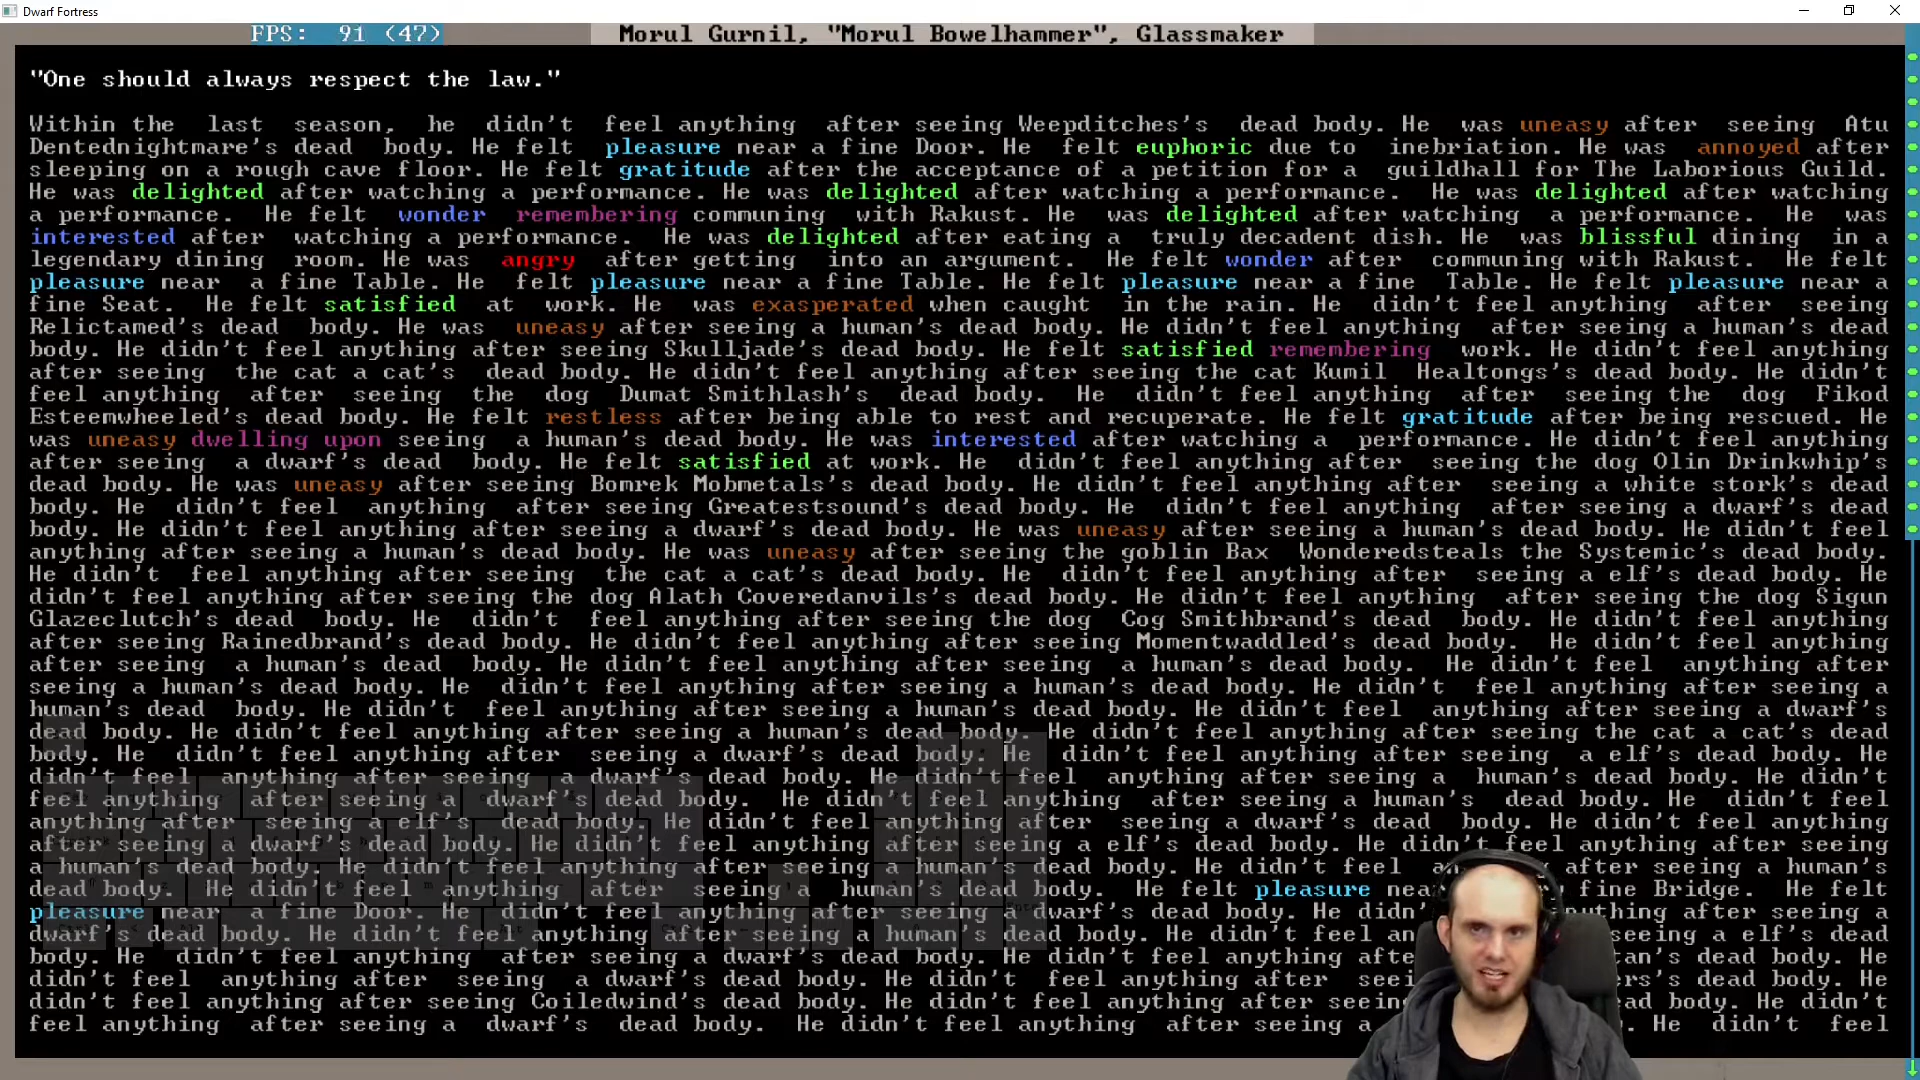 Dwarf Fortress
FPS: 91 (47)
Morul Gurnil, "Morul Bowelhammer", Glassmaker
"One should always respect the law."
Within the last season, he didn't feel anything after seeing Weepditches's dead body. He was uneasy after seeing Atu
Dentednightmare's dead body. He felt pleasure near a fine Door. He felt euphoric due to inebriation. He was annoyed after
sleeping on a rough cave floor. He felt gratitude after the acceptance of a petition for a guildhall for The Laborious Guild.
He was delighted after watching a performance. He was delighted after watching a performance. He was delighted after watching
a performance. He felt wonder remembering communing with Rakust. He was delighted after watching a performance. He was
interested after watching a performance. He was delighted after eating a truly decadent dish. He was blissful dining in a
legendary dining room. He was angry after getting into an argument. He felt wonder after communing with Rakust. He felt
pleasure near a fine Table. He felt pleasure near a fine Table. He felt pleasure near a fine Table. He felt pleasure near a
fine Seat. He felt satisfied at work. He was exasperated when caught in the rain. He didn't feel anything after seeing
Relictamed's dead body. He was uneasy after seeing a human's dead body. He didn't feel anything after seeing a human's dead
body. He didn't feel anything after seeing Skulljade's dead body. He felt satisfied remembering work. He didn't feel anything
after seeing the cat a cat's dead body. He didn't feel anything after seeing the cat Kumil Healtongs's dead body. He didn't
feel anything after seeing the dog Dumat Smithlash's dead body. He didn't feel anything after seeing the dog Fikod
Esteemwheeled's dead body. He felt restless after being able to rest and recuperate. He felt gratitude after being rescued. He
was uneasy dwelling upon seeing a human's dead body. He was interested after watching a performance. He didn't feel anything
after seeing a dwarf's dead body. He felt satisfied at work. He didn't feel anything after seeing the dog Olin Drinkwhip's
dead body. He was uneasy after seeing Bomrek Mobmetals's dead body. He didn't feel anything after seeing a white stork's dead
body. He didn't feel anything after seeing Greatestsound's dead body. He didn't feel anything after seeing a dwarf's dead
body. He didn't feel anything after seeing a dwarf's dead body. He was uneasy after seeing a human's dead body. He didn't feel
anything after seeing a human's dead body. He was uneasy after seeing the goblin Bax Wonderedsteals the Systemic's dead body.
He didn't feel anything after seeing the cat a cat's dead body. He didn't feel anything after seeing a elf's dead body. He
didn't feel anything after seeing the dog Alath Coveredanvils's dead body. He didn't feel anything after seeing the dog Sigun
Glazeclutch's dead body. He didn't feel anything after seeing the dog Cog Smithbrand's dead body. He didn't feel anything
after seeing Rainedbrand's dead body. He didn't feel anything after seeing Momentwaddled's dead body. He didn't feel anything
after seeing a human's dead body. He didn't feel anything after seeing a human's dead body. He didn't feel anything after
seeing a human's dead body. He didn't feel anything after seeing a human's dead body. He didn't feel anything after seeing a
human's dead body. He didn't feel anything after seeing a human's dead body. He didn't feel anything after seeing a dwarf's
dead body. He didn't feel anything after seeing a human's dead body. He didn't feel anything after seeing the cat a cat's dead
body. He didn't feel anything after seeing a dwarf's dead body. He didn't feel anything after seeing a elf's dead body. He
didn't feel anything after seeing a dwarf's dead body. He didn't feel anything after seeing a human's dead body. He didn't
feel anything after seeing a dwarf's dead body. He didn't feel anything after seeing a human's dead body. He didn't feel
anything after seeing a elf's dead body. He didn't feel anything after seeing a dwarf's dead body. He didn't feel anything
after seeing a dwarf's dead body. He didn't feel anything after seeing a elf's dead body. He didn't feel anything after seeing
a human's dead body. He didn't feel anything after seeing a human's dead body. He didn't feel after seeing a human's
dead body. He didn't feel anything after seeing a human's dead body. He felt pleasure fine Bridge. He felt
pleasure near a fine Door. He didn't feel anything after seeing a dwarf's dead body. He after seeing a
dwarf's dead body. He didn't feel anything after seeing a human's dead body. He didn't feel seeing a elf's dead
body. He didn't feel anything after seeing a dwarf's dead body. He didn't feel anything dead body. He
didn't feel anything after seeing a dwarf's dead body. He didn't feel anything after dead body. He
didn't feel anything after seeing Coiledwind's dead body. He didn't feel anything after seeing body. He didn't
feel anything after seeing a dwarf's dead body. He didn't feel anything after seeing a He didn't feel